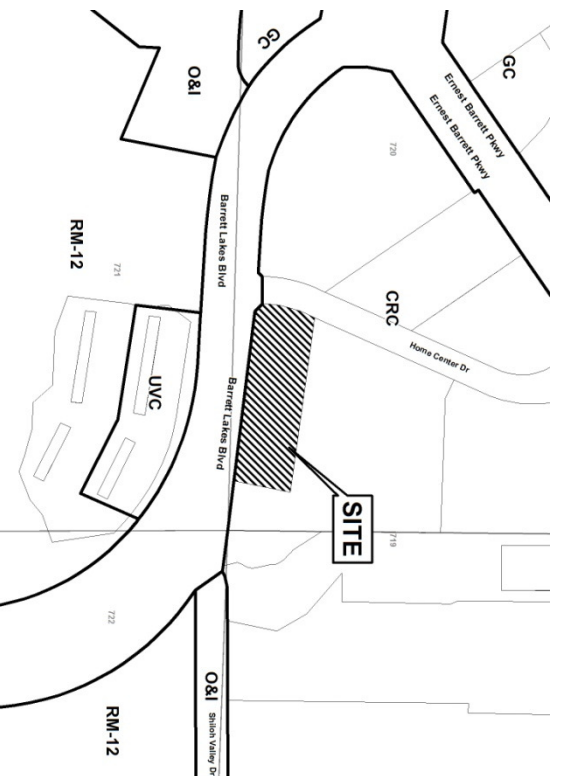 GC
GC
O&I
Ernest Barrett Pkwy
Ernest Barrett Pkwy
720
Barrett Lakes Blvd
RM-12
721
CRC
Home Center Dr
UVC
Barrett Lakes Blvd
SITE
719
722
O&I
Shiloh Valley Dr
RM-12